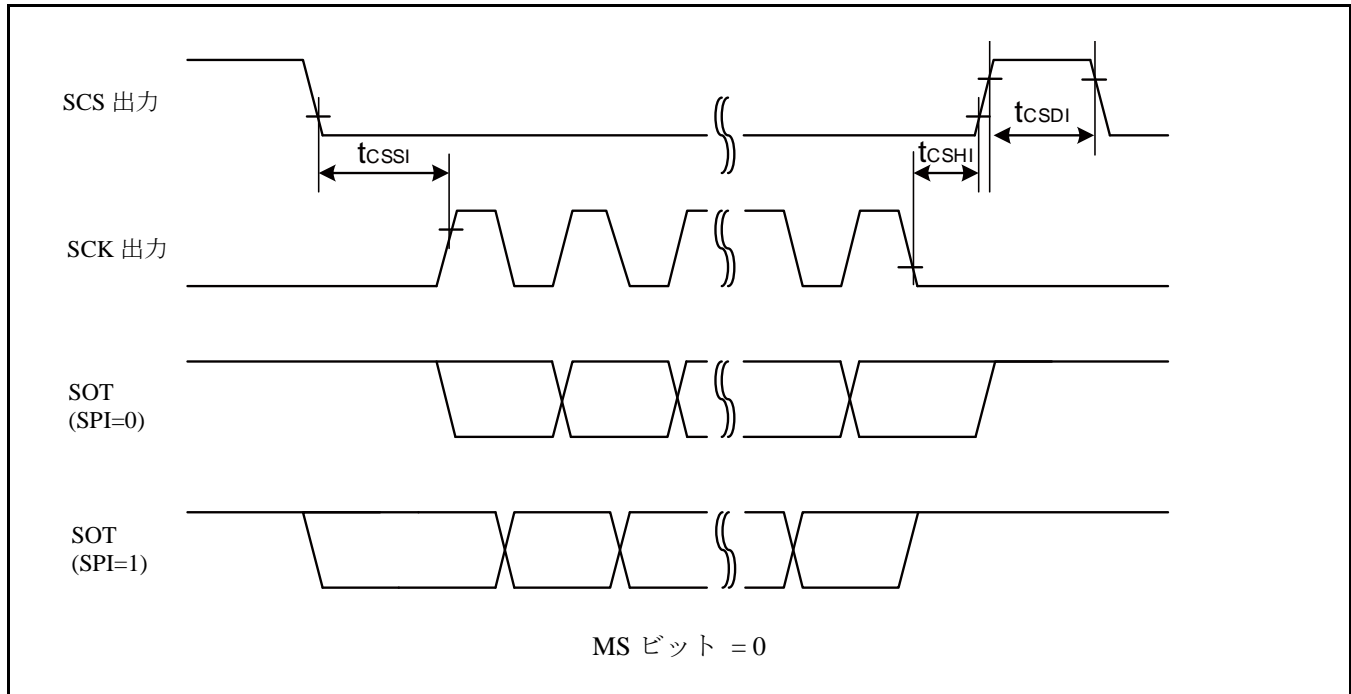 SCS 出力
tCSSI
tCSHI
tCSDI
SCK 出力
SOT
(SPI=0)
SOT
(SPI=1)
MS ビット = 0